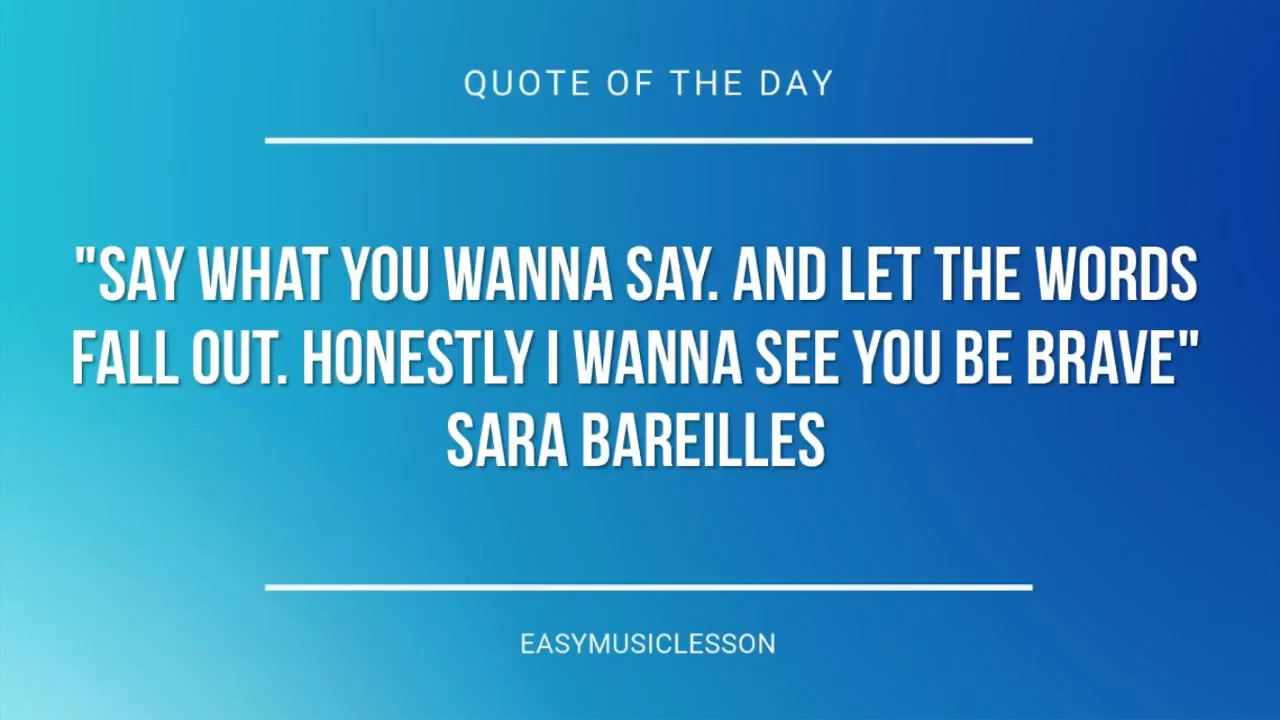 QUOTE OF THE DAY
"SAY WHAT YOU WANNA SAY. AND LET THE WORDS
FALL OUT. HONESTLY I WANNA SEE YOU BE BRAVE"
SARA BAREILLES
EASYMUSICLESSON